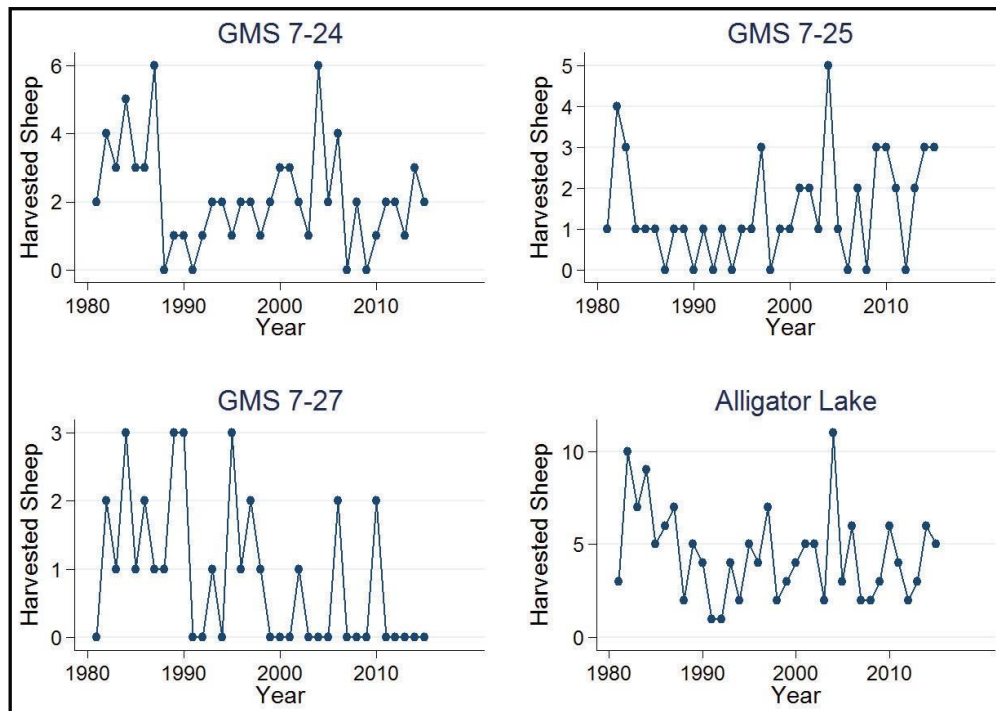 GMS 7-24
Harvested Sheep
6
4
2
0
1980 1990 2000 2010
Year
GMS 7-25
Harvested Sheep
5
4
3
2
1
0
1980 1990 2000 2010
Year
GMS 7-27
Harvested Sheep
3
2
1
0
1980 1990 2000 2010
Year
Alligator Lake
Harvested Sheep
10
5
0
1980 1990 2000 2010
Year